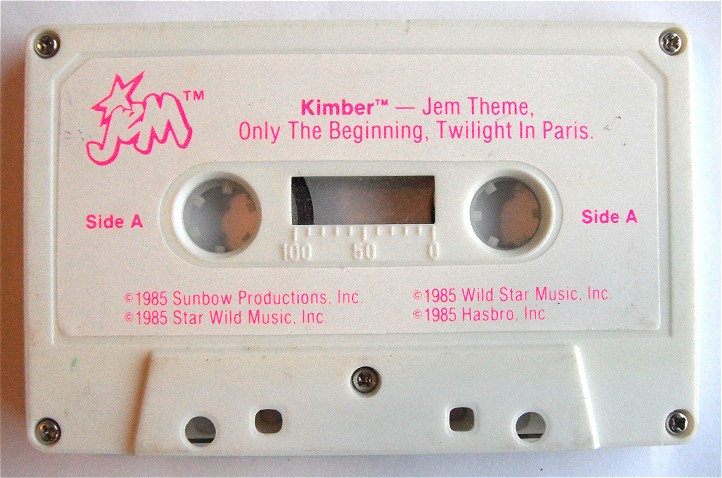 JEM™
Kimber™ — Jem Theme,
Only The Beginning, Twilight In Paris.
Side A
Side A
100 50 0
©1985 Sunbow Productions, Inc.
©1985 Star Wild Music, Inc.
©1985 Wild Star Music, Inc.
©1985 Hasbro, Inc.